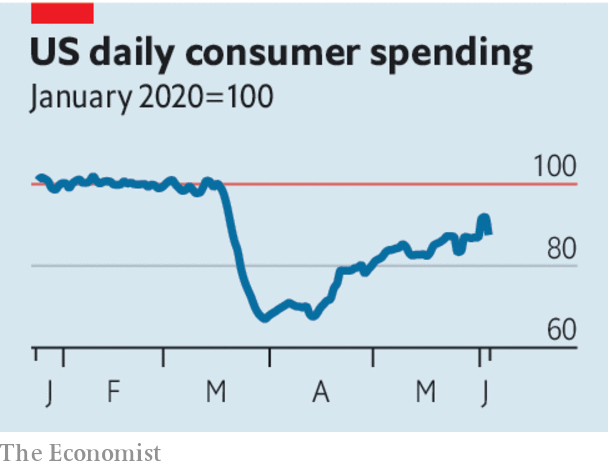 US daily consumer spending
January 2020=100
100
80
60
J F M A M J
The Economist